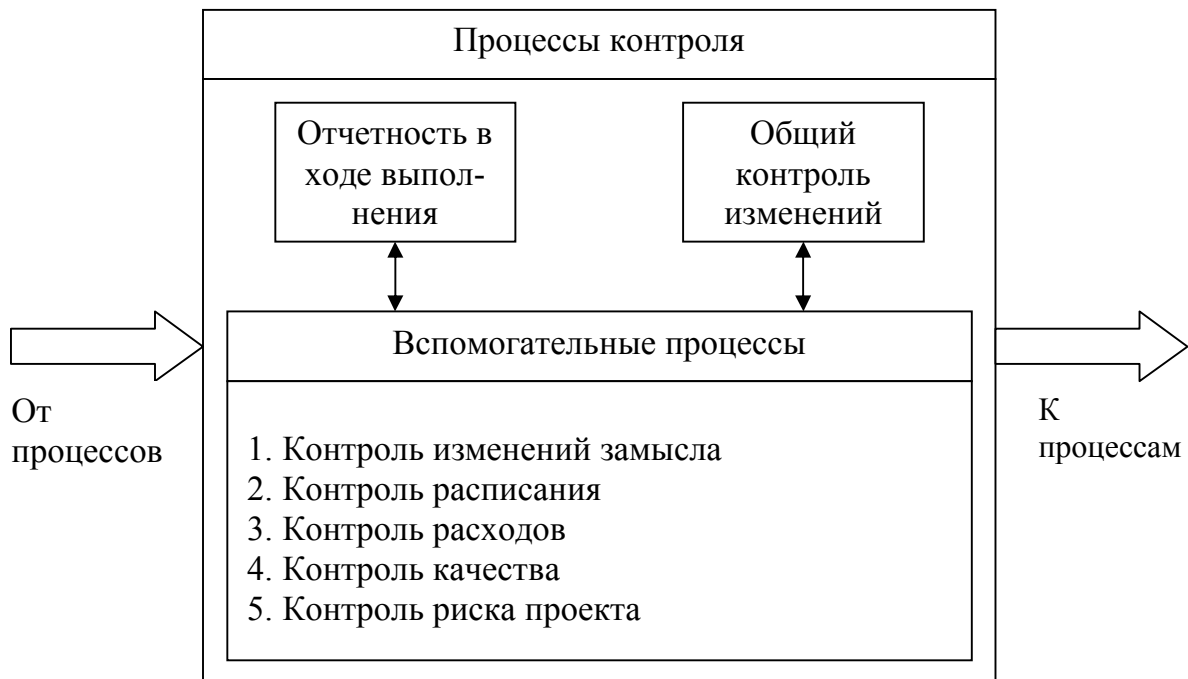 Процессы контроля
Отчетность в
ходе выпол-
нения
Общий
контроль
изменений
Вспомогательные процессы
От
процессов
К
процессам
1. Контроль изменений замысла
2. Контроль расписания
3. Контроль расходов
4. Контроль качества
5. Контроль риска проекта